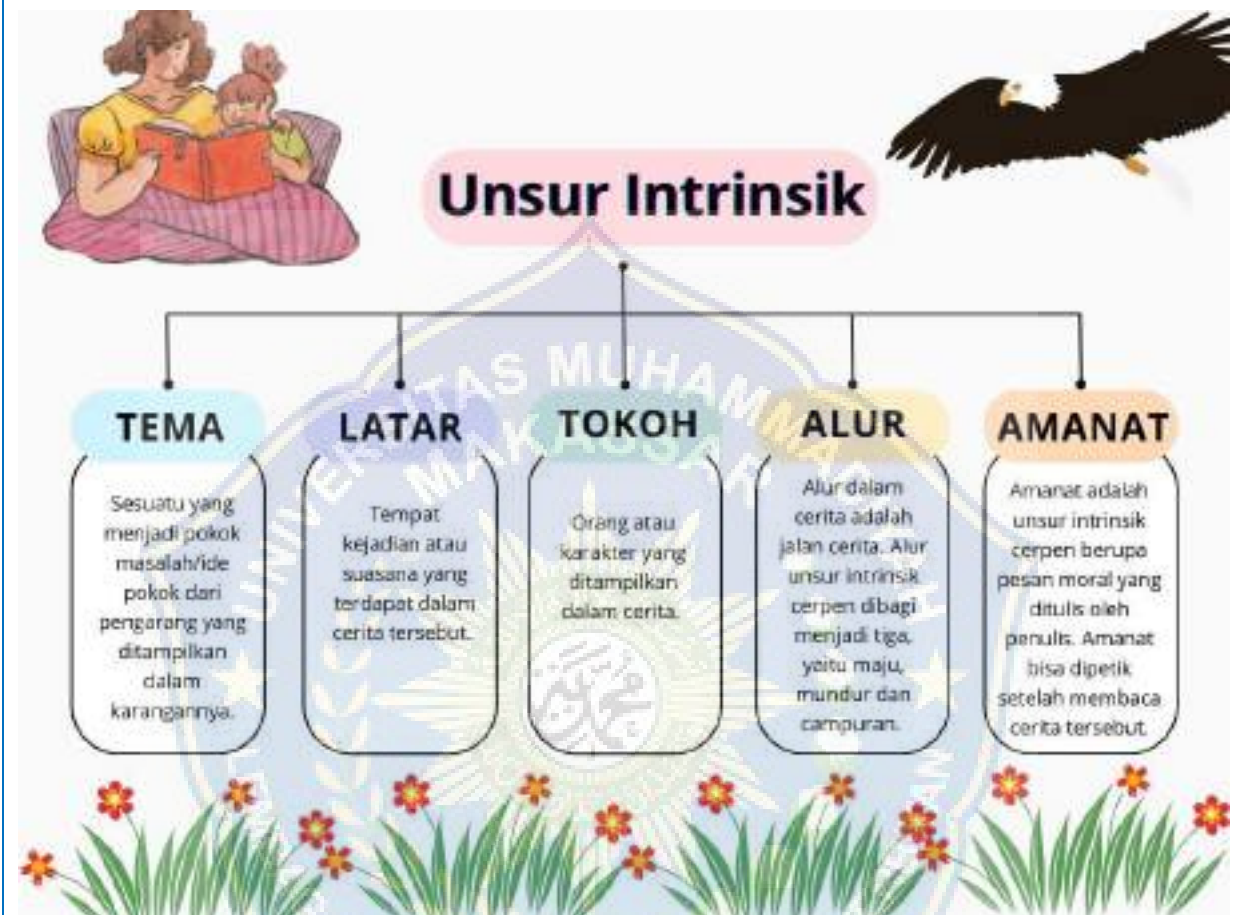 Unsur Intrinsik
TEMA
Sesuatu yang
menjadi pokok
masalah/ide
pokok dari
pengarang yang
ditampilkan
dalam
karangannya.
LATAR
Tempat
kejadian atau
suasana yang
terdapat dalam
cerita tersebut.
TOKOH
Orang atau
karakter yang
ditampilkan
dalam cerita.
ALUR
Alur dalam
cerita adalah
jalan cerita. Alur
unsur intrinsik
cerpen dibagi
menjadi tiga,
yaitu maju,
mundur dan
campuran.
AMANAT
Amanat adalah
unsur intrinsik
cerpen berupa
pesan moral yang
ditulis oleh
penulis. Amanat
bisa dipetik
setelah membaca
cerita tersebut.
UNIVERSITAS MUHAMMADIYAH
MAKASSAR